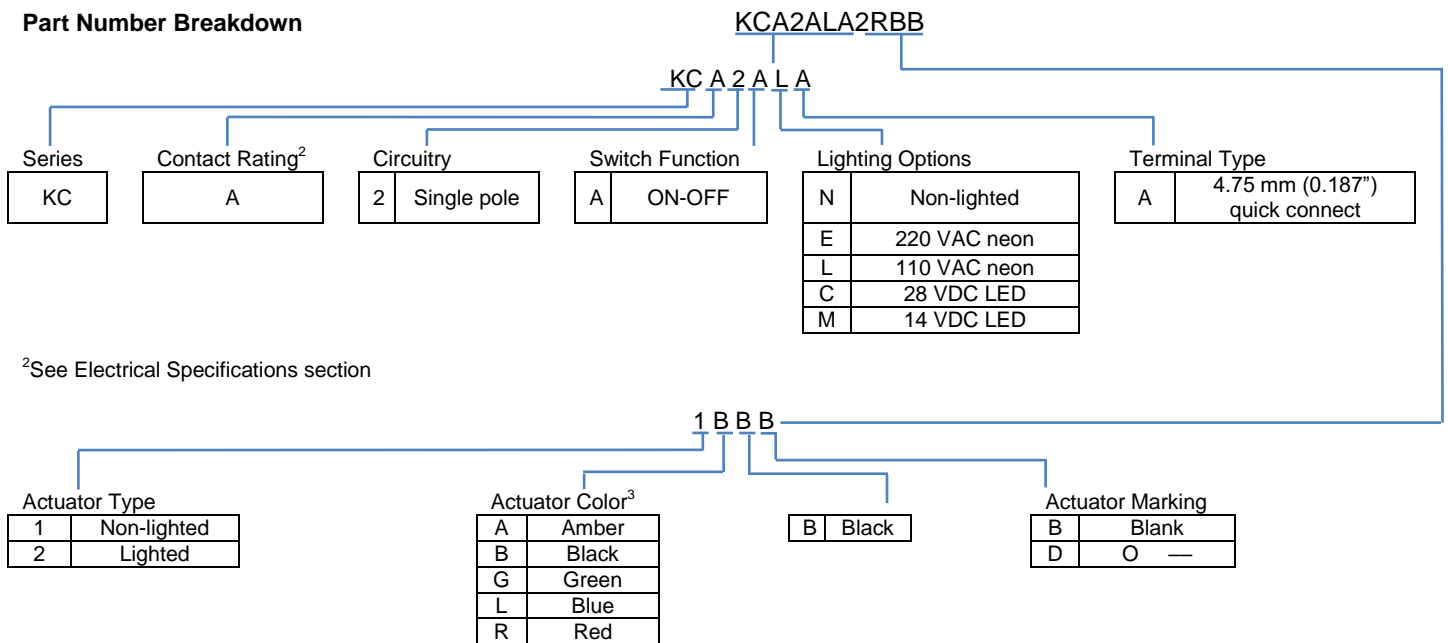 Part Number Breakdown
KCA2ALA2RBB
KC A 2 A L A
Series
KC
Contact Rating2
A
Circuitry
2 Single pole
Switch Function
A ON-OFF
Lighting Options
N Non-lighted
E 220 VAC neon
L 110 VAC neon
C 28 VDC LED
M 14 VDC LED
Terminal Type
A 4.75 mm (0.187”)
quick connect
2See Electrical Specifications section
1 B B B
Actuator Type
1 Non-lighted
2 Lighted
Actuator Color3
A Amber
B Black
G Green
L Blue
R Red
B Black
Actuator Marking
B Blank
D O —